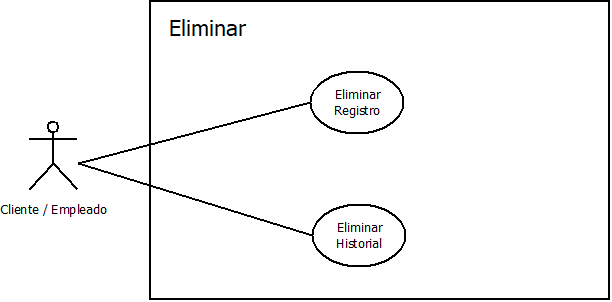 Eliminar
Eliminar
Registro
Cliente / Empleado
Eliminar
Historial